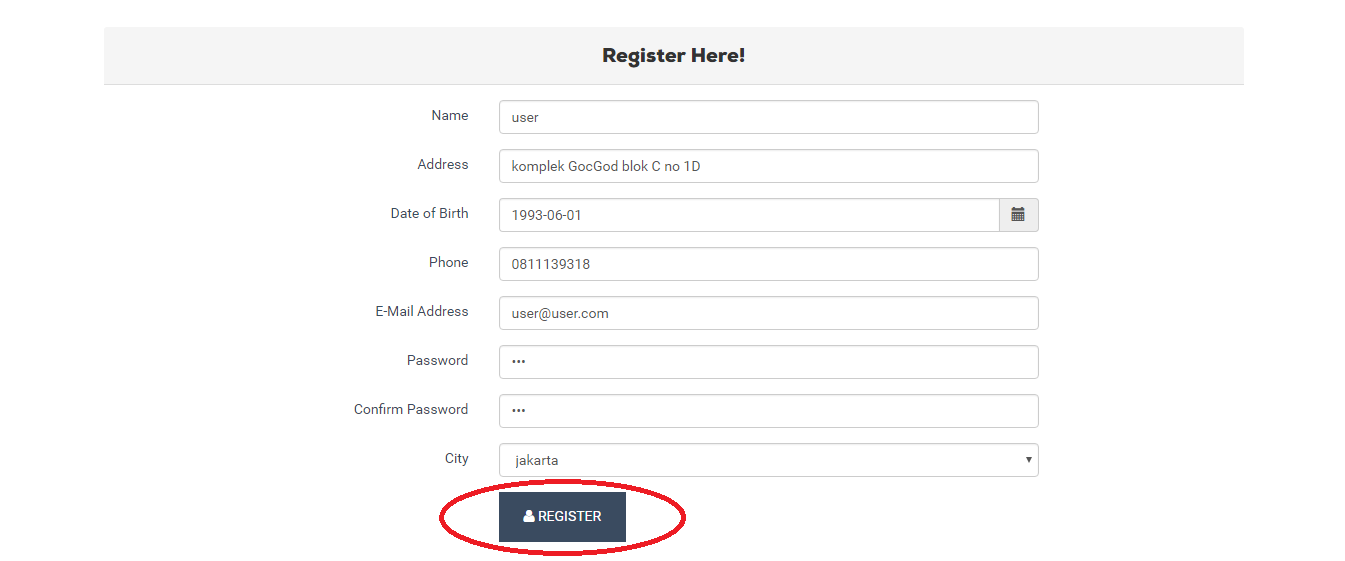 Register Here!
Name user
Address komplek GocGod blok C no 1D
Date of Birth 1993-06-01
Phone 0811139318
E-Mail Address user@user.com
Password •••
Confirm Password •••
City jakarta
REGISTER